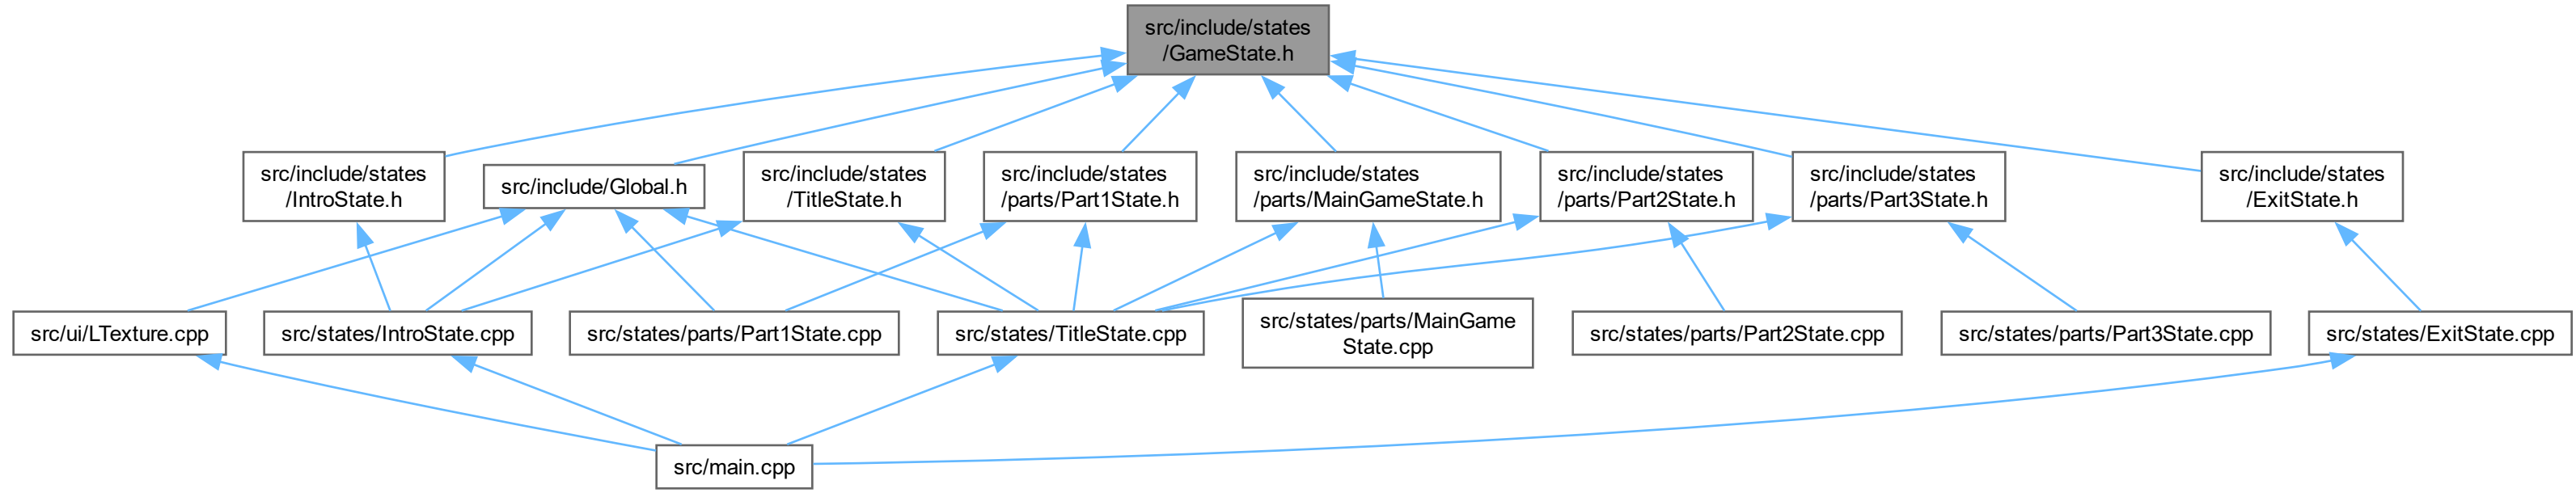 src/include/states
/GameState.h
src/include/states
/IntroState.h
src/include/Global.h
src/include/states
/TitleState.h
src/include/states
/parts/Part1State.h
src/include/states
/parts/MainGameState.h
src/include/states
/parts/Part2State.h
src/include/states
/parts/Part3State.h
src/include/states
/ExitState.h
src/ui/LTexture.cpp
src/states/IntroState.cpp
src/states/parts/Part1State.cpp
src/states/TitleState.cpp
src/states/parts/MainGame
State.cpp
src/states/parts/Part2State.cpp
src/states/parts/Part3State.cpp
src/states/ExitState.cpp
src/main.cpp